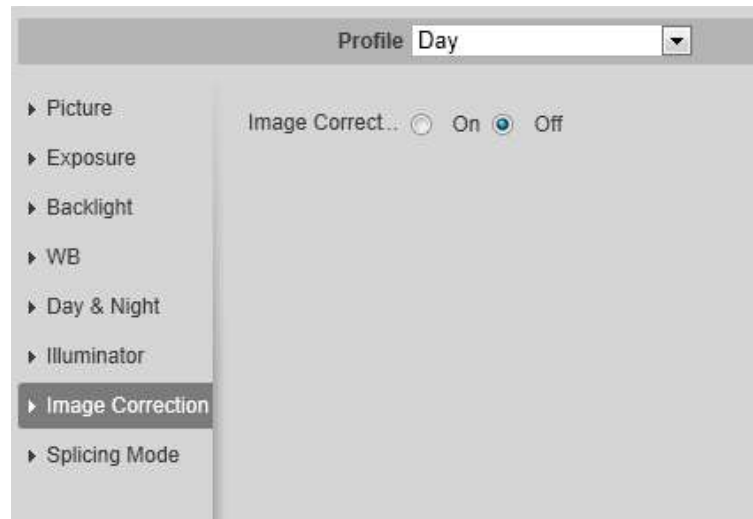 Profile Day
Picture
Image Correct... On Off
Exposure
Backlight
WB
Day & Night
Illuminator
Image Correction
Splicing Mode